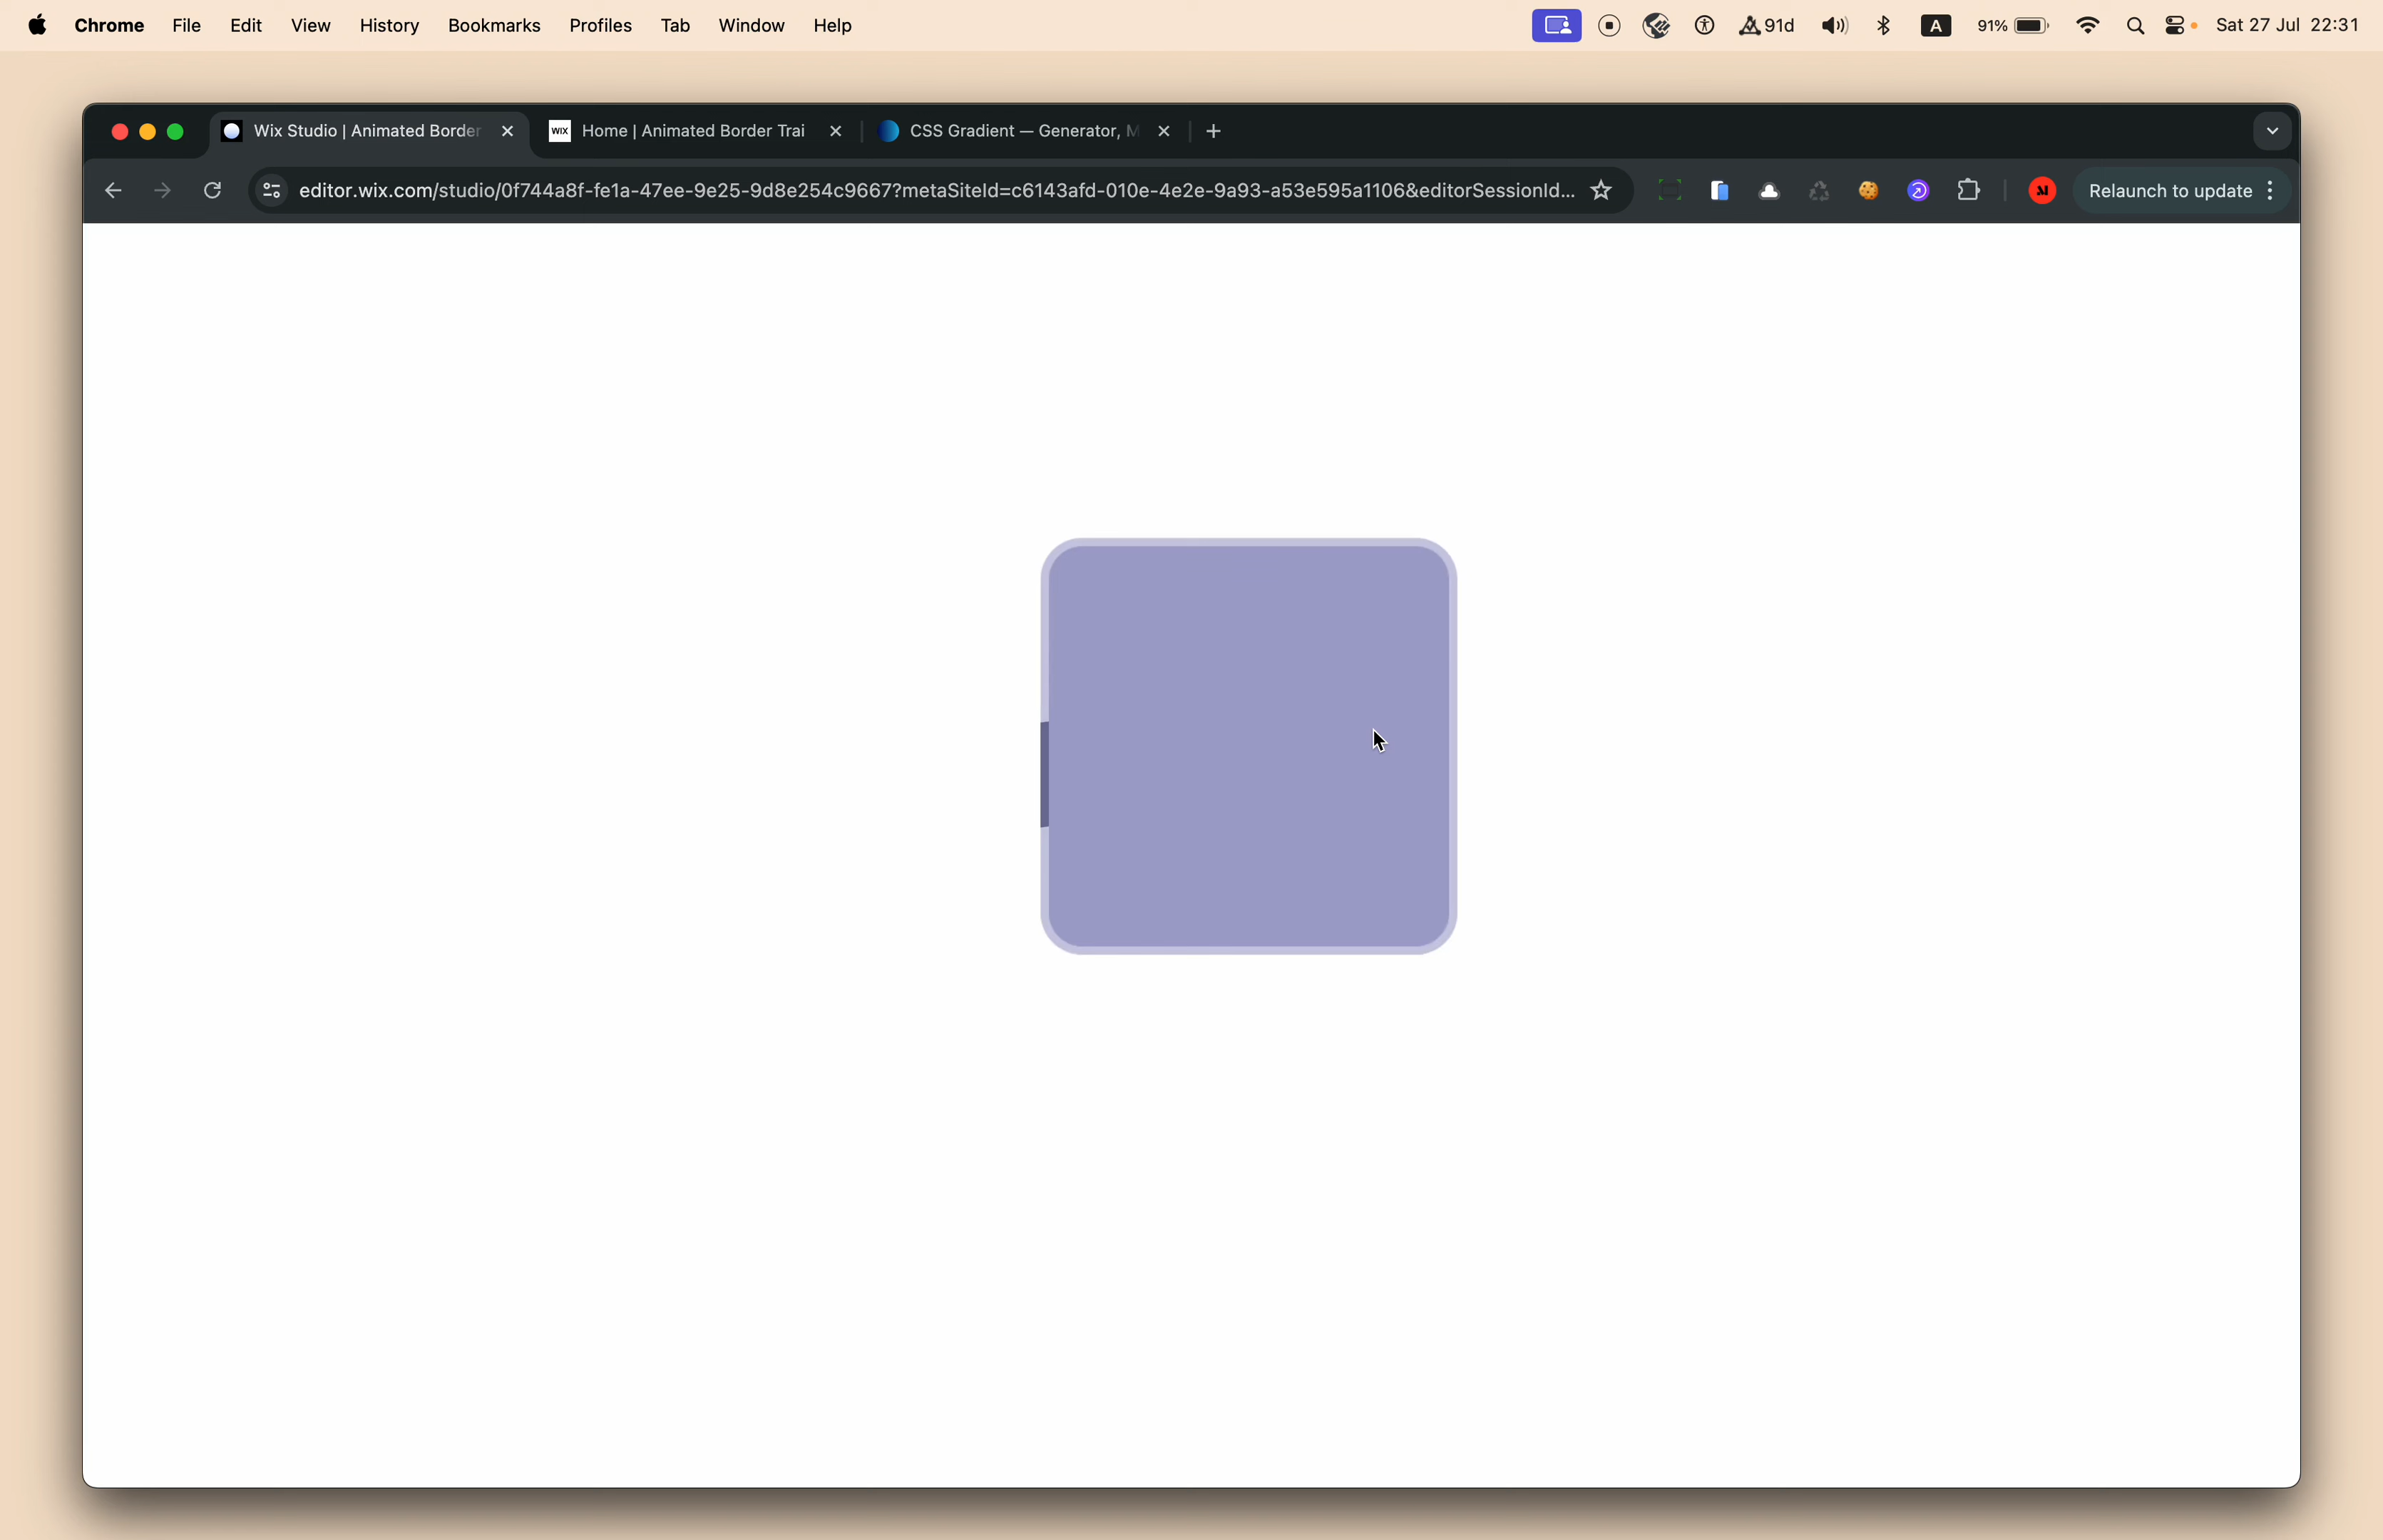 Chrome File Edit View History Bookmarks Profiles Tab Window Help 91d A 91% Sat 27 Jul 22:31
Wix Studio | Animated Border WIX Home | Animated Border Trai CSS Gradient — Generator, M
editor.wix.com/studio/0f744a8f-fe1a-47ee-9e25-9d8e254c9667?metaSiteId=c6143afd-010e-4e2e-9a93-a53e595a1106&editorSessionId... Relaunch to update